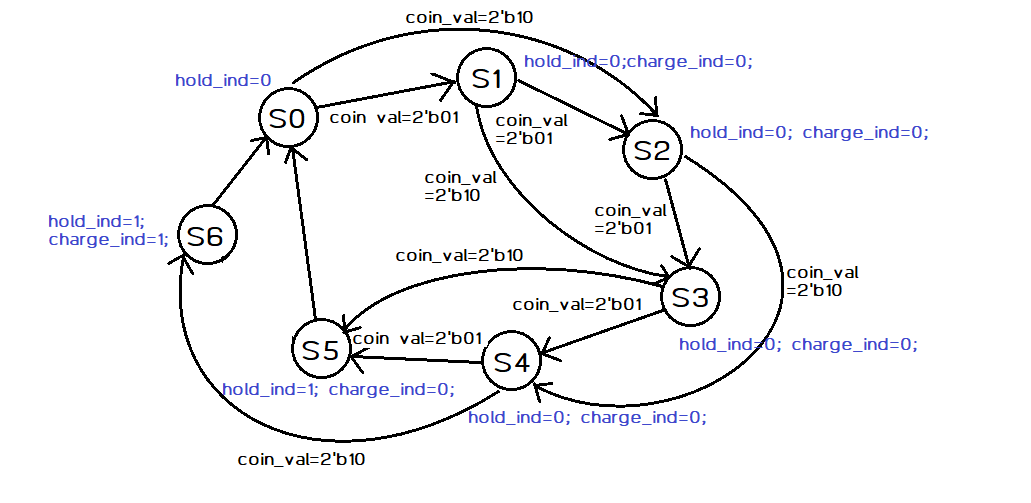 coin_val=2'b10
hold_ind=0;charge_ind=0;
hold_ind=0
S1
S0
coin val=2'b01
coin_val
=2'b01
hold_ind=0; charge_ind=0;
S2
coin_val
=2'b10
coin_val
=2'b01
hold_ind=1;
charge_ind=1;
S6
coin_val=2'b10
coin_val
=2'b10
S3
coin_val=2'b01
coin val=2'b01
hold_ind=0; charge_ind=0;
S5
S4
hold_ind=1; charge_ind=0;
hold_ind=0; charge_ind=0;
coin_val=2'b10